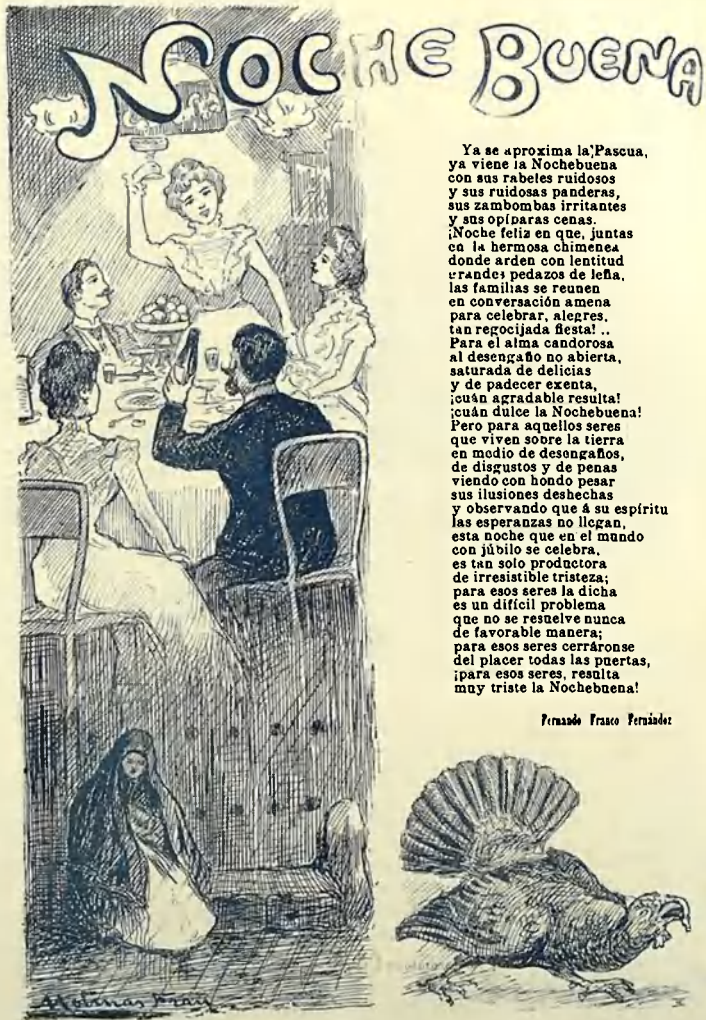 NOCHE BUENA
Ya se aproxima la Pascua,
ya viene la Nochebuena
con sus rabeles ruidosos
y sus ruidosas panderas,
sus zambombas irritantes
y sus opíparas cenas.
¡Noche feliz en que, juntas
en la hermosa chimenea
donde arden con lentitud
grandes pedazos de leña,
las familias se reunen
en conversación amena
para celebrar, alegres,
tan regocijada fiesta! ..
Para el alma candorosa
al desengaño no abierta,
saturada de delicias
y de padecer exenta,
¡cuán agradable resulta!
¡cuán dulce la Nochebuena!
Pero para aquellos seres
que viven sobre la tierra
en medio de desengaños,
de disgustos y de penas
viendo con hondo pesar
sus ilusiones deshechas
y observando que á su espíritu
las esperanzas no llegan,
esta noche que en el mundo
con júbilo se celebra,
es tan solo productora
de irresistible tristeza;
para esos seres la dicha
es un difícil problema
que no se resuelve nunca
de favorable manera;
para esos seres cerráronse
del placer todas las puertas,
¡para esos seres, resulta
muy triste la Nochebuena!
Fernando Franco Fernández
Molinas